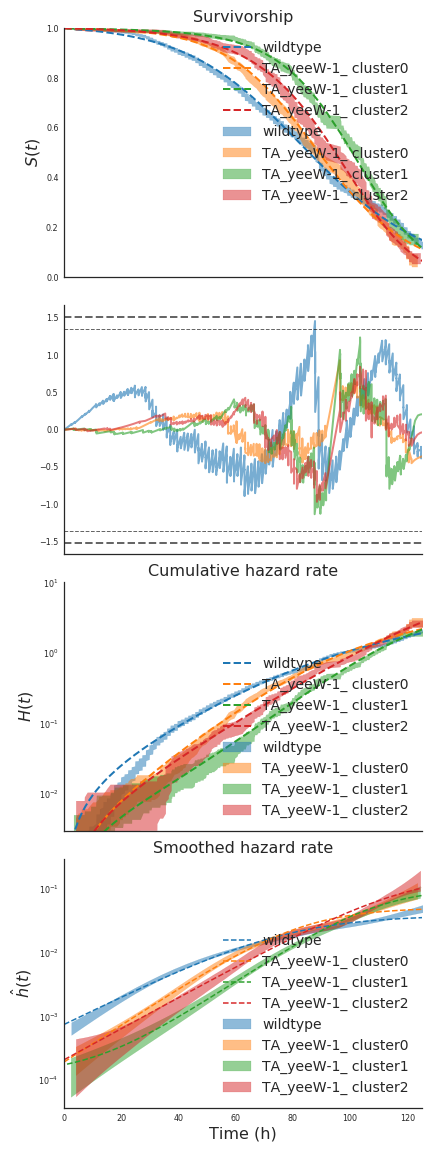 Survivorship
1.0
0.8
0.6
0.4
0.2
0.0
S(t)
wildtype
TA_yeeW-1_ cluster0
TA_yeeW-1_ cluster1
TA_yeeW-1_ cluster2
wildtype
TA_yeeW-1_ cluster0
TA_yeeW-1_ cluster1
TA_yeeW-1_ cluster2
1.5
1.0
0.5
0.0
−0.5
−1.0
−1.5
Cumulative hazard rate
10¹
10⁰
10⁻¹
10⁻²
H(t)
wildtype
TA_yeeW-1_ cluster0
TA_yeeW-1_ cluster1
TA_yeeW-1_ cluster2
wildtype
TA_yeeW-1_ cluster0
TA_yeeW-1_ cluster1
TA_yeeW-1_ cluster2
Smoothed hazard rate
10⁻¹
10⁻²
10⁻³
10⁻⁴
ĥ(t)
wildtype
TA_yeeW-1_ cluster0
TA_yeeW-1_ cluster1
TA_yeeW-1_ cluster2
wildtype
TA_yeeW-1_ cluster0
TA_yeeW-1_ cluster1
TA_yeeW-1_ cluster2
0 20 40 60 80 100 120
Time (h)